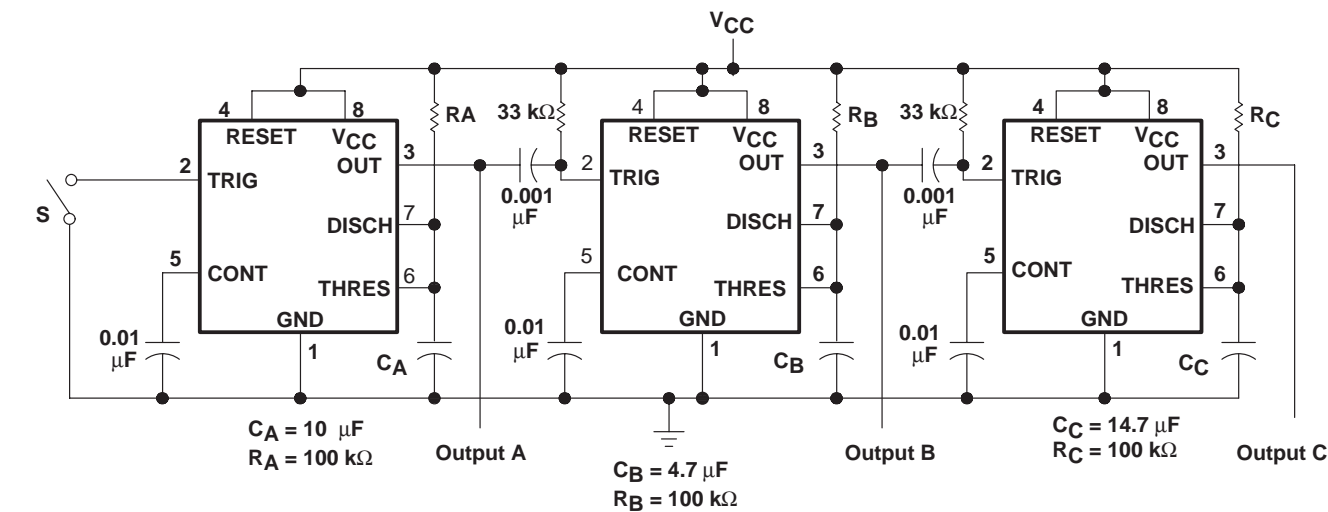 VCC
4 8
RESET VCC
OUT 3
2 TRIG
S
DISCH 7
5 CONT
THRES 6
GND
1
0.01 μF
RA
CA
33 kΩ
0.001 μF
4 8
RESET VCC
OUT 3
2 TRIG
DISCH 7
5 CONT
THRES 6
GND
1
0.01 μF
RB
CB
33 kΩ
0.001 μF
4 8
RESET VCC
OUT 3
2 TRIG
DISCH 7
5 CONT
THRES 6
GND
1
0.01 μF
RC
CC
CA = 10 μF
RA = 100 kΩ
Output A
CB = 4.7 μF
RB = 100 kΩ
Output B
CC = 14.7 μF
RC = 100 kΩ
Output C